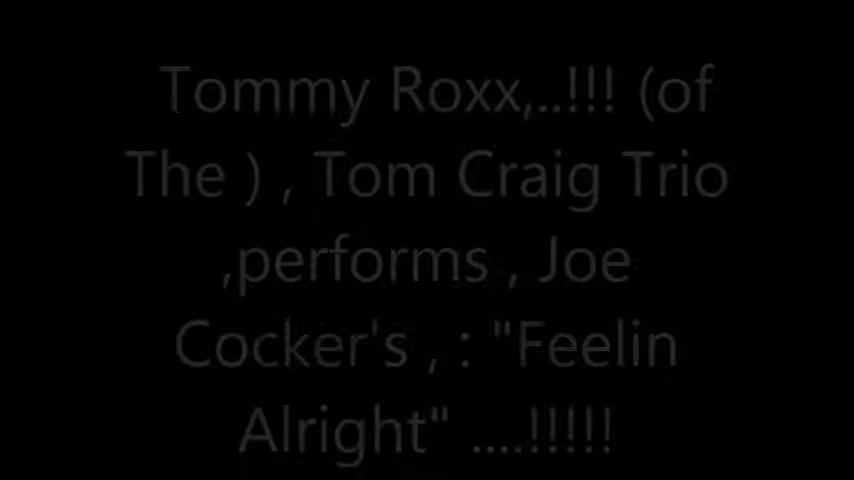 Tommy Roxx,..!!! (of
The ) , Tom Craig Trio
,performs , Joe
Cocker's , : "Feelin
Alright" ....!!!!!